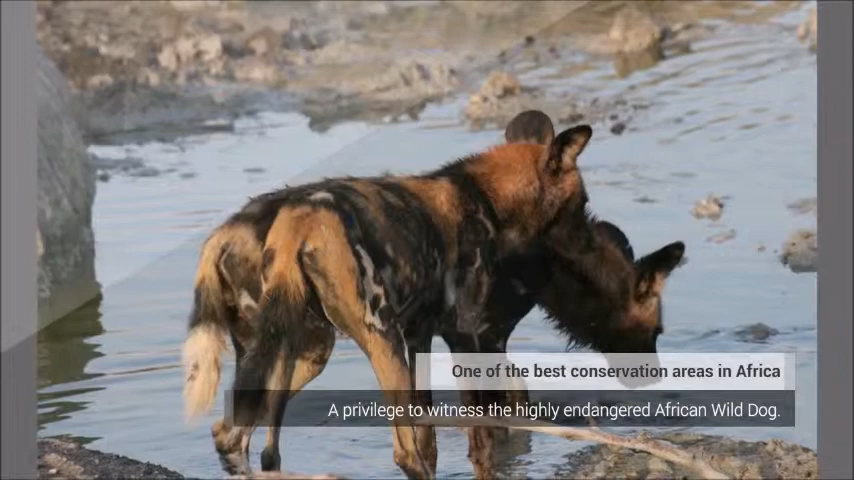 One of the best conservation areas in Africa
A privilege to witness the highly endangered African Wild Dog.